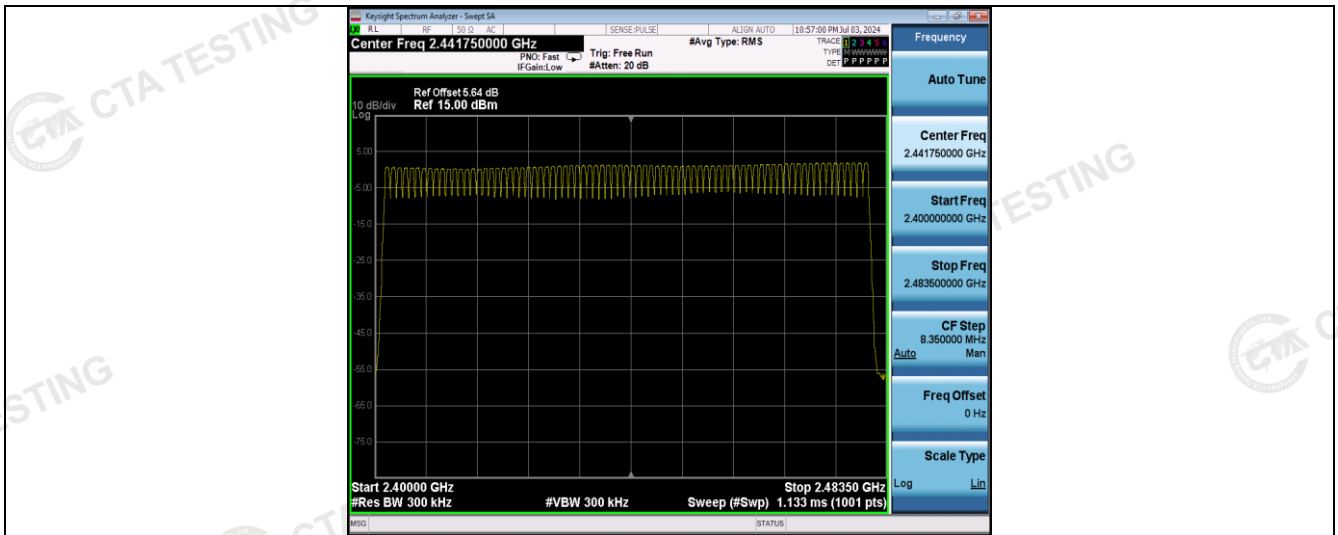 CTA TESTING
Keysight Spectrum Analyzer - Swept SA
RL RF 50 Ω AC SENSE:PULSE ALIGN AUTO 10:57:00 PM Jul 03, 2024
Center Freq 2.441750000 GHz
#Avg Type: RMS
TRACE 1 2 3 4 5 6
PNO: Fast Trig: Free Run
TYPE M WWWWW
IFGain:Low #Atten: 20 dB
DET P P P P P P
Frequency
Auto Tune
Center Freq
2.441750000 GHz
Start Freq
2.400000000 GHz
Stop Freq
2.483500000 GHz
CF Step
8.350000 MHz
Auto Man
Freq Offset
0 Hz
Scale Type
Log Lin
Ref Offset 5.64 dB
10 dB/div Ref 15.00 dBm
Log
5.00
-5.00
-15.0
-25.0
-35.0
-45.0
-55.0
-65.0
-75.0
Start 2.40000 GHz Stop 2.48350 GHz
#Res BW 300 kHz #VBW 300 kHz Sweep (#Swp) 1.133 ms (1001 pts)
MSG STATUS
TESTING
CTA
STING
CT